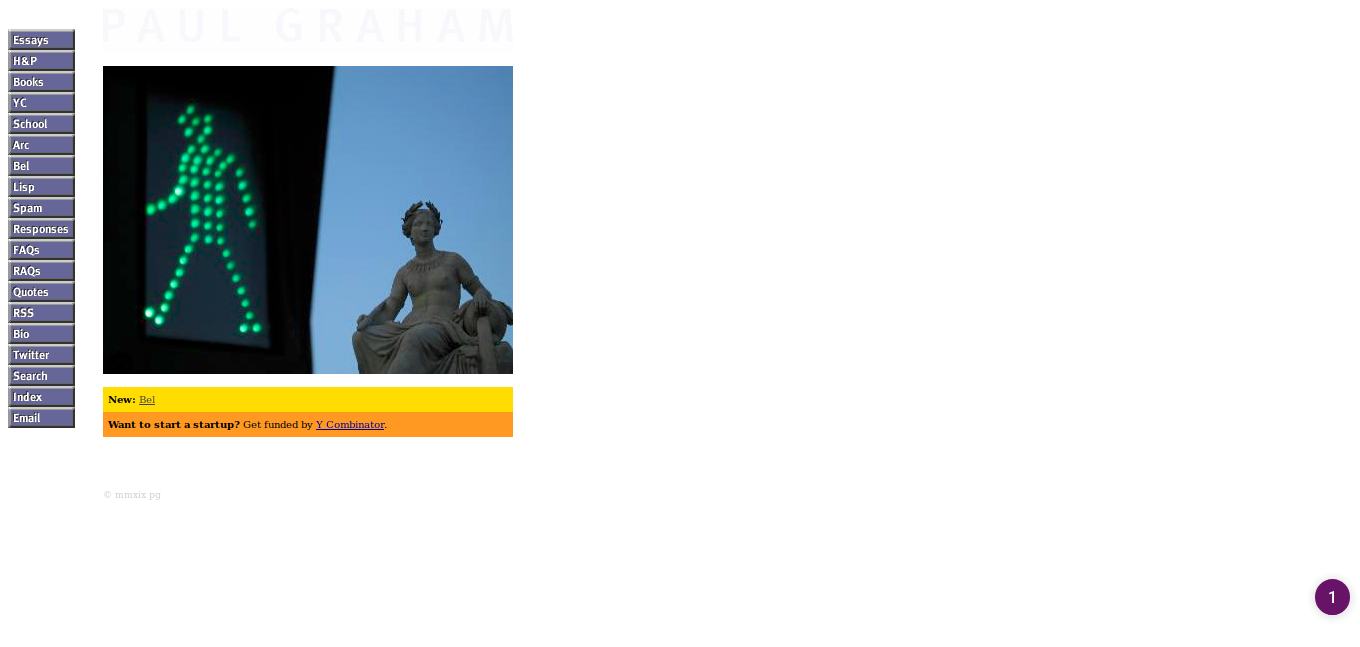 PAUL GRAHAM
Essays
H&P
Books
YC
School
Arc
Bel
Lisp
Spam
Responses
FAQs
RAQs
Quotes
RSS
Bio
Twitter
Search
Index
Email
New: Bel
Want to start a startup? Get funded by Y Combinator.
© mmxix pg
1